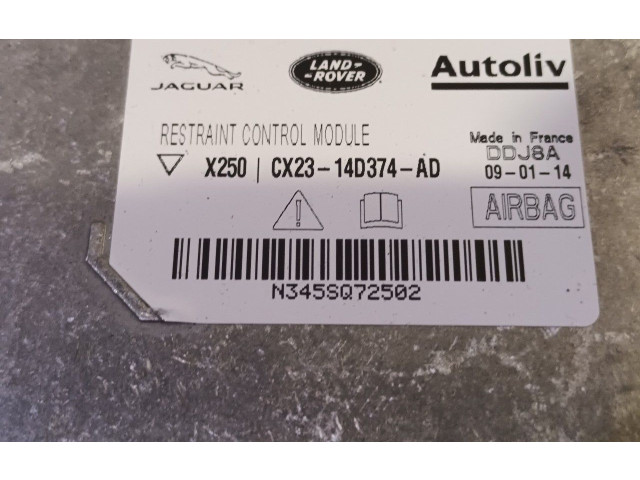 JAGUAR
LAND-
-ROVER
Autoliv
RESTRAINT CONTROL MODULE
Made in France
DDJ8A
X250 | CX23-14D374-AD
09-01-14
AIRBAG
N345SQ72502